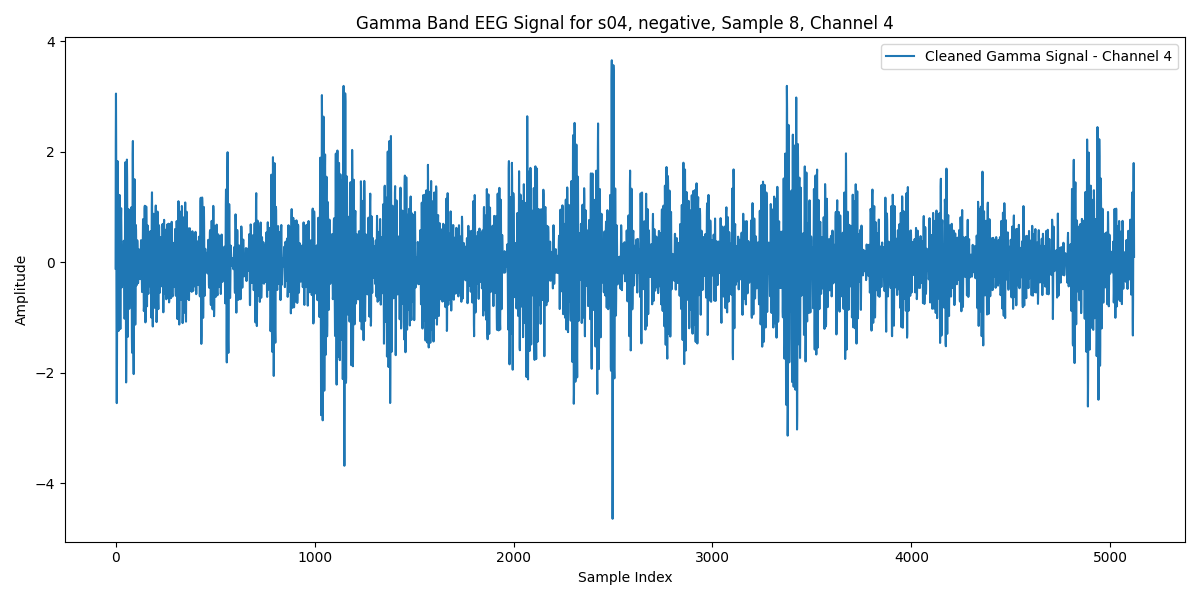 Gamma Band EEG Signal for s04, negative, Sample 8, Channel 4
Cleaned Gamma Signal - Channel 4
Amplitude
4
2
0
−2
−4
0 1000 2000 3000 4000 5000
Sample Index